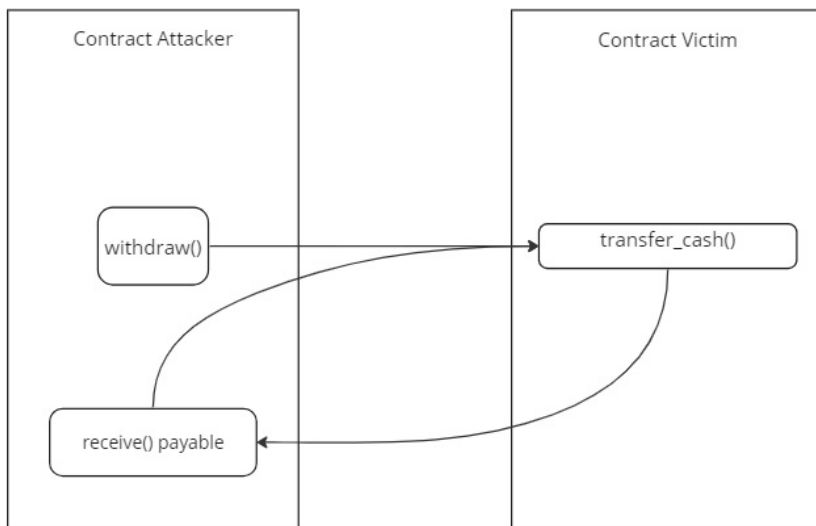 Contract Attacker
Contract Victim
withdraw()
transfer_cash()
receive() payable